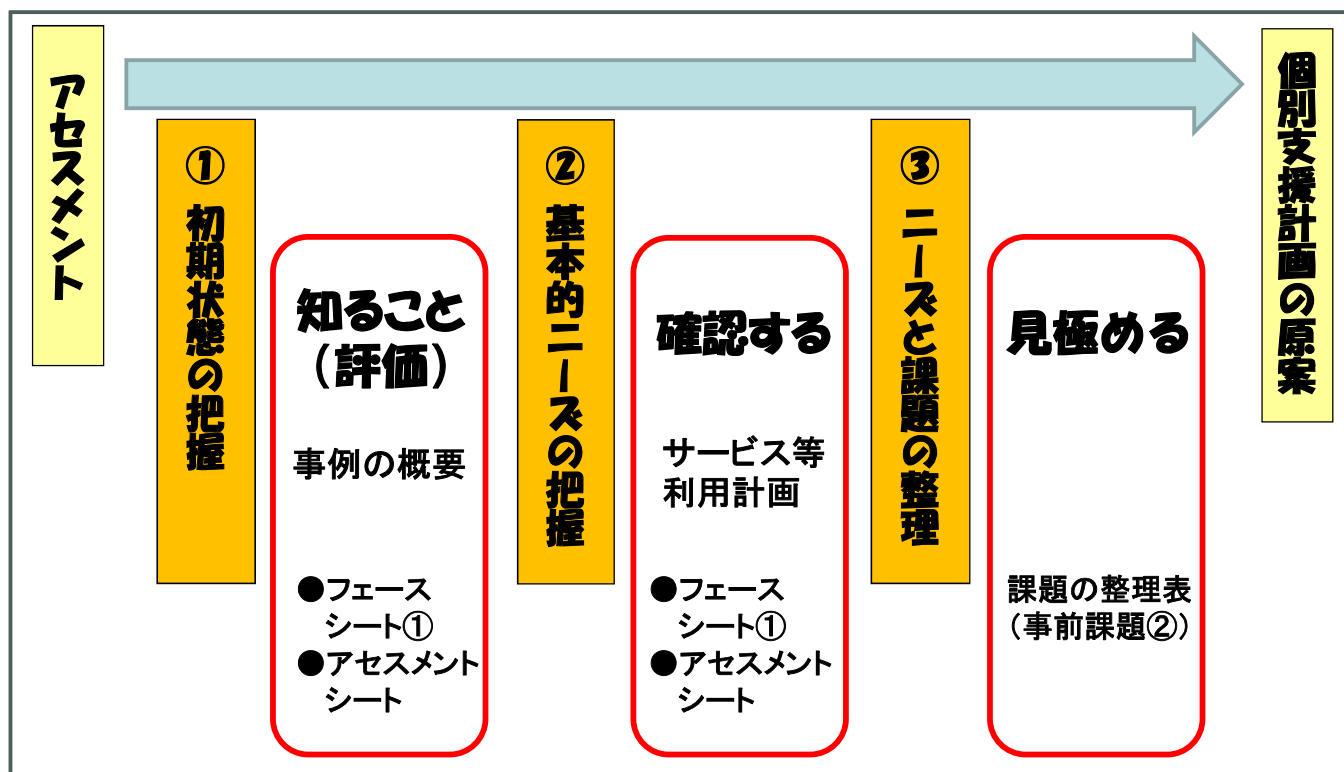 アセスメント
① 初期状態の把握
知ること
（評価）
事例の概要
●フェース
シート①
●アセスメント
シート
② 基本的ニーズの把握
確認する
サービス等
利用計画
●フェース
シート①
●アセスメント
シート
③ ニーズと課題の整理
見極める
課題の整理表
（事前課題②）
個別支援計画の原案